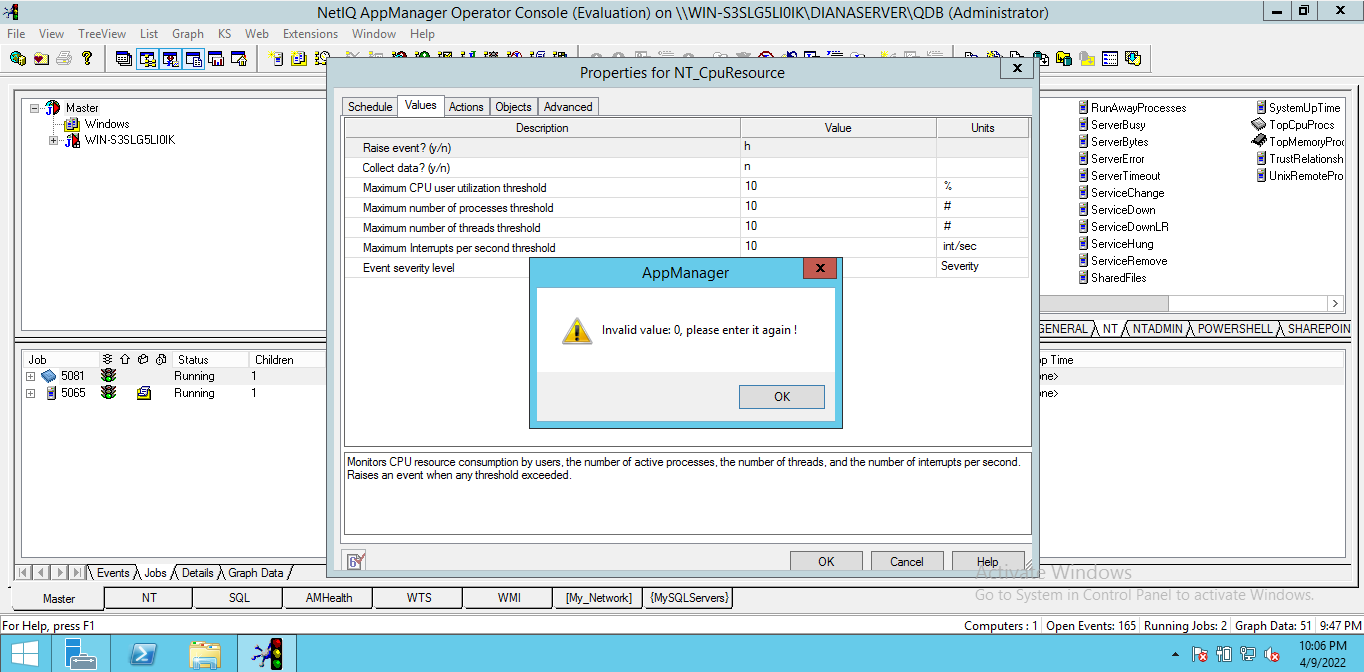 NetIQ AppManager Operator Console (Evaluation) on \\WIN-S3SLG5LI0IK\DIANASERVER\QDB (Administrator)
File View TreeView List Graph KS Web Extensions Window Help
Properties for NT_CpuResource
Schedule Values Actions Objects Advanced
Description Value Units
Raise event? (y/n) h
Collect data? (y/n) n
Maximum CPU user utilization threshold 10 %
Maximum number of processes threshold 10 #
Maximum number of threads threshold 10 #
Maximum Interrupts per second threshold 10 int/sec
Event severity level Severity
AppManager
Invalid value: 0, please enter it again !
OK
Monitors CPU resource consumption by users, the number of active processes, the number of threads, and the number of interrupts per second.
Raises an event when any threshold exceeded.
OK Cancel Help
Master
Windows
WIN-S3SLG5LI0IK
RunAwayProcesses SystemUpTime
ServerBusy TopCpuProcs
ServerBytes TopMemoryProc
ServerError TrustRelationsh
ServerTimeout UnixRemotePro
ServiceChange
ServiceDown
ServiceDownLR
ServiceHung
ServiceRemove
SharedFiles
GENERAL NT NTADMIN POWERSHELL SHAREPOIN
Job Status Children
5081 Running 1
5065 Running 1
op Time
one>
one>
Events Jobs Details Graph Data
Master NT SQL AMHealth WTS WMI [My_Network] {MySQLServers}
Activate Windows
Go to System in Control Panel to activate Windows.
For Help, press F1
Computers : 1 Open Events: 165 Running Jobs: 2 Graph Data: 51 9:47 PM
10:06 PM
4/9/2022